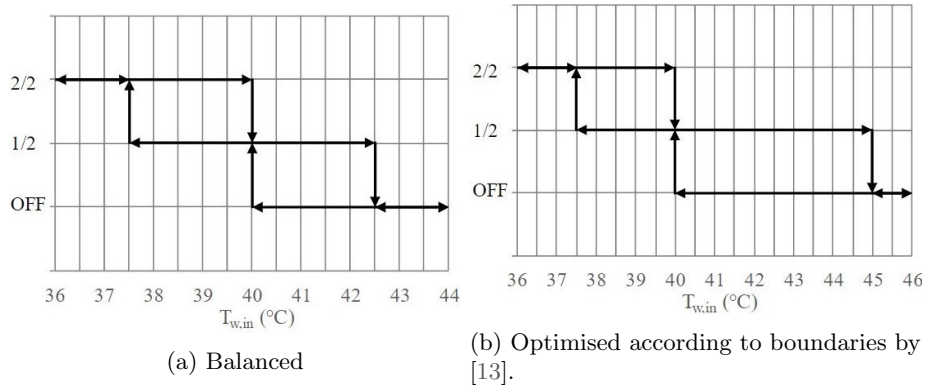 2/2
1/2
OFF
36 37 38 39 40 41 42 43 44
T_w,in (°C)
(a) Balanced
2/2
1/2
OFF
36 37 38 39 40 41 42 43 44 45 46
T_w,in (°C)
(b) Optimised according to boundaries by
[13].